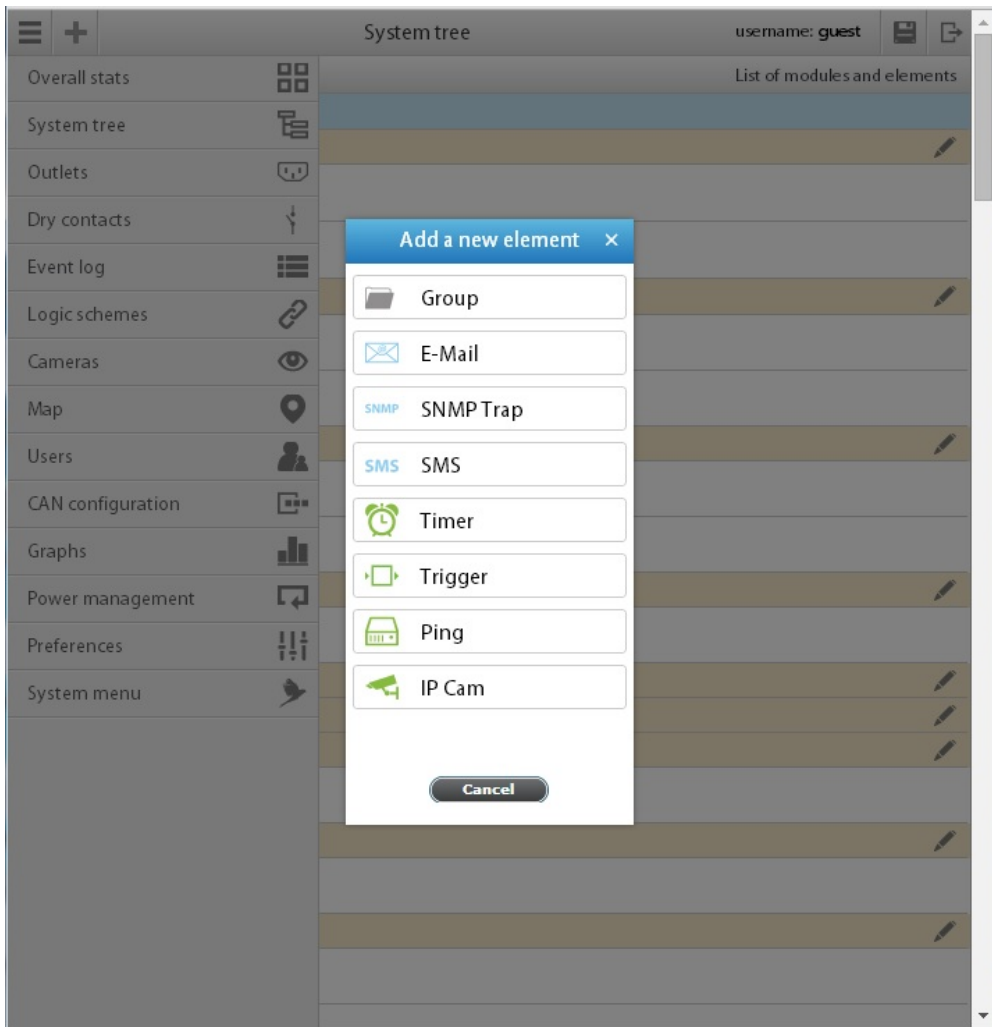 System tree
username: guest
Overall stats
List of modules and elements
System tree
Outlets
Dry contacts
Event log
Logic schemes
Cameras
Map
Users
CAN configuration
Graphs
Power management
Preferences
System menu
Add a new element
Group
E-Mail
SNMP SNMP Trap
SMS SMS
Timer
Trigger
Ping
IP Cam
Cancel